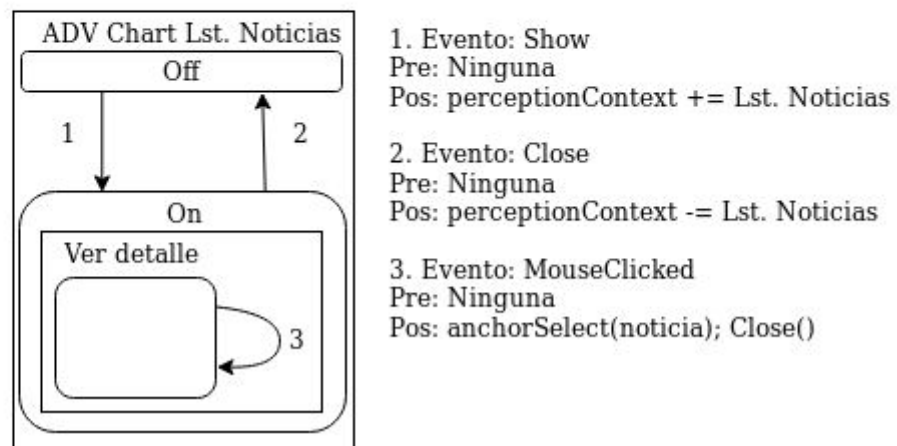 ADV Chart Lst. Noticias
Off
1
2
On
Ver detalle
3
1. Evento: Show
Pre: Ninguna
Pos: perceptionContext += Lst. Noticias
2. Evento: Close
Pre: Ninguna
Pos: perceptionContext -= Lst. Noticias
3. Evento: MouseClicked
Pre: Ninguna
Pos: anchorSelect(noticia); Close()